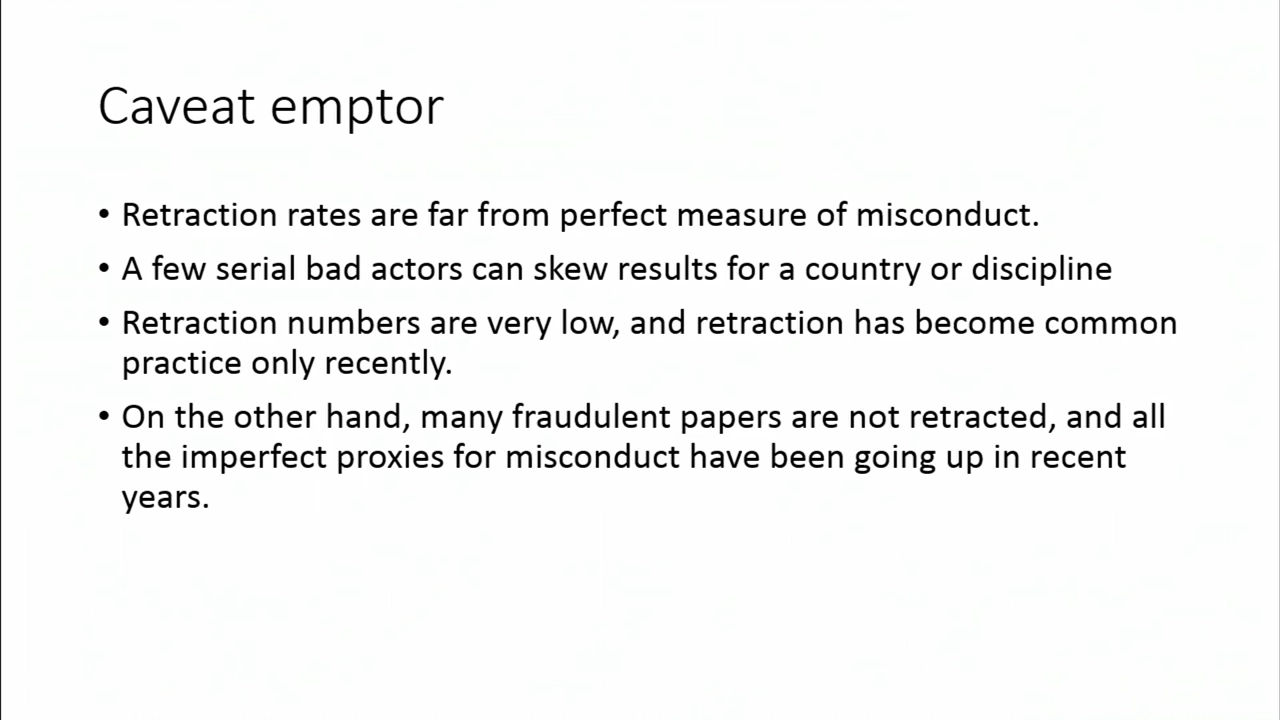 Caveat emptor
• Retraction rates are far from perfect measure of misconduct.
• A few serial bad actors can skew results for a country or discipline
• Retraction numbers are very low, and retraction has become common
practice only recently.
• On the other hand, many fraudulent papers are not retracted, and all
the imperfect proxies for misconduct have been going up in recent
years.